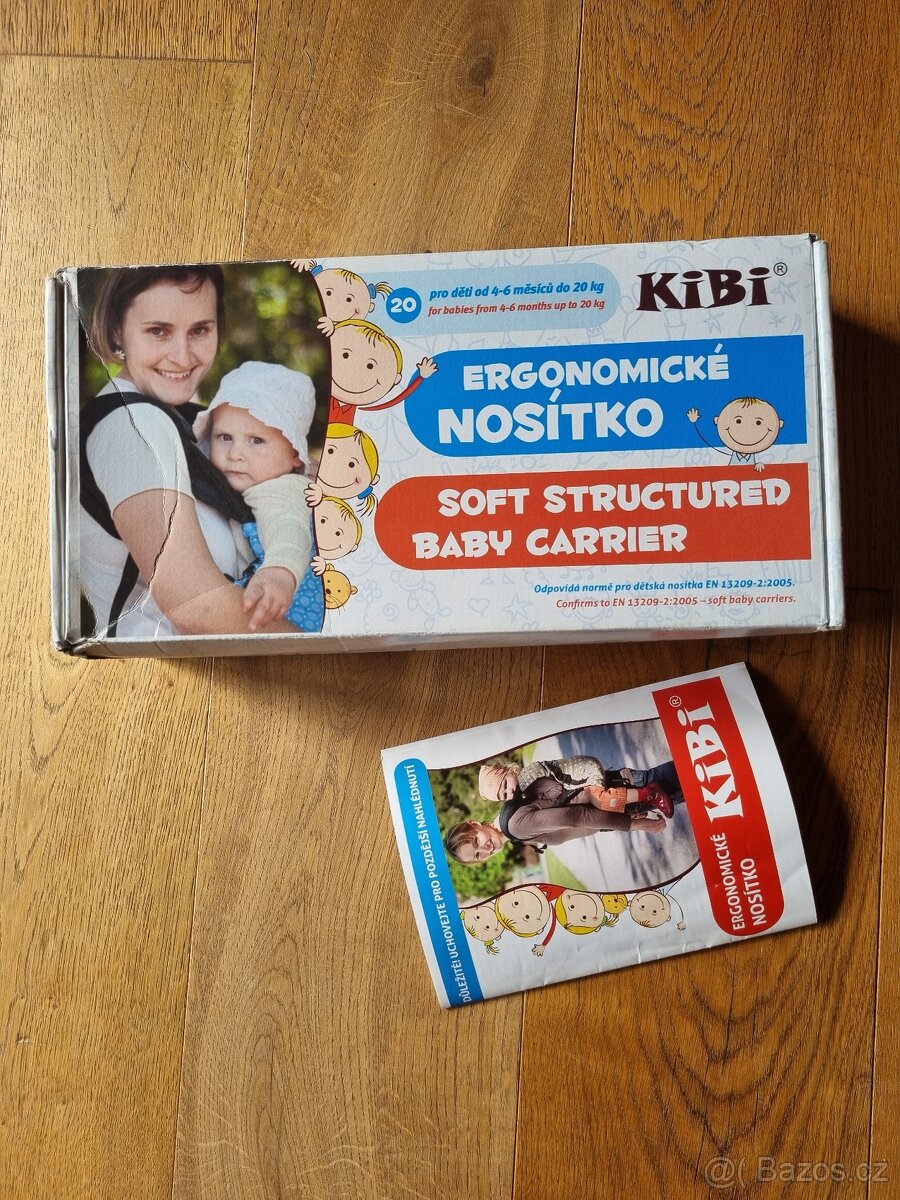 20
pro děti od 4-6 měsíců do 20 kg
for babies from 4-6 months up to 20 kg
KiBi®
ERGONOMICKÉ
NOSÍTKO
SOFT STRUCTURED
BABY CARRIER
Odpovídá normě pro dětská nosítka EN 13209-2:2005.
Confirms to EN 13209-2:2005 – soft baby carriers.
DŮLEŽITÉ! UCHOVEJTE PRO POZDĚJŠÍ NAHLÉDNUTÍ
KiBi®
ERGONOMICKÉ
NOSÍTKO
@( Bazos.cz